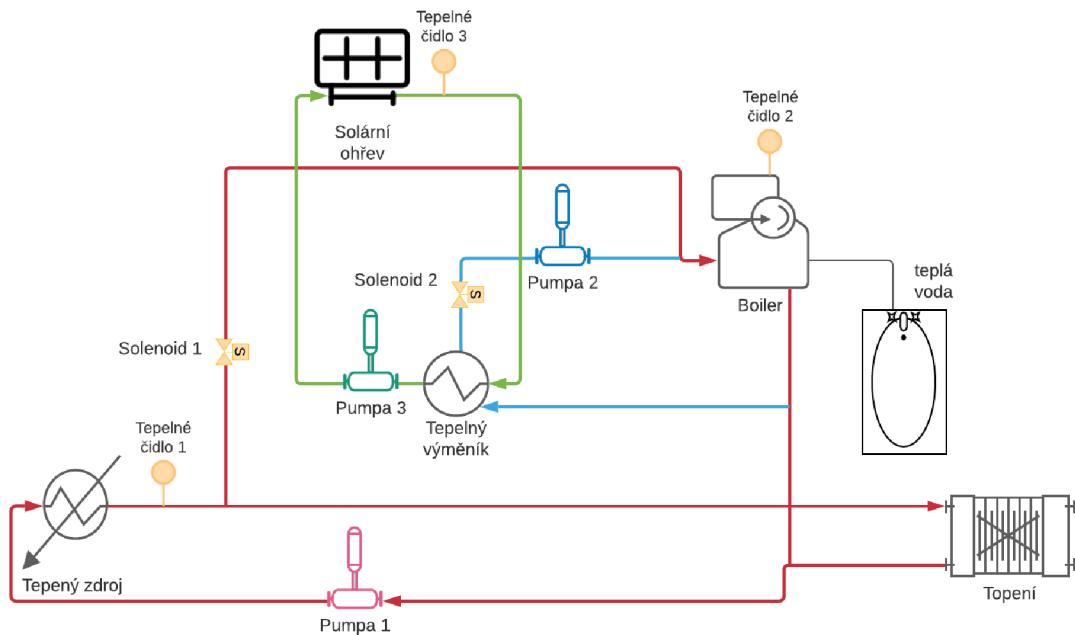 Tepelné
čidlo 3
Solární
ohřev
Tepelné
čidlo 2
Solenoid 2
S
Pumpa 2
teplá
voda
Boiler
Solenoid 1
S
Pumpa 3
Tepelný
výměník
Tepelné
čidlo 1
Tepený zdroj
Pumpa 1
Topení